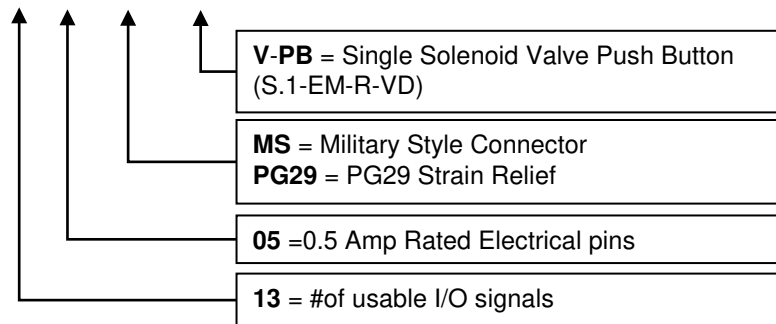 V-PB = Single Solenoid Valve Push Button
(S.1-EM-R-VD)
MS = Military Style Connector
PG29 = PG29 Strain Relief
05 =0.5 Amp Rated Electrical pins
13 = #of usable I/O signals